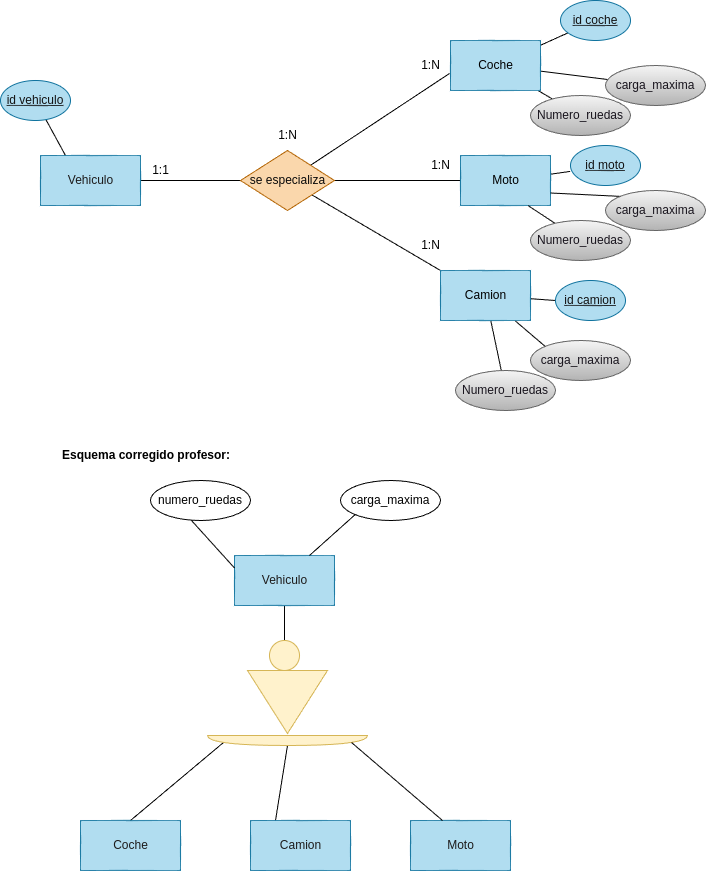 id coche
Coche
1:N
carga_maxima
id vehiculo
Numero_ruedas
1:N
Vehiculo
1:1
se especializa
1:N
Moto
id moto
carga_maxima
Numero_ruedas
1:N
Camion
id camion
carga_maxima
Numero_ruedas
Esquema corregido profesor:
numero_ruedas
carga_maxima
Vehiculo
Coche
Camion
Moto